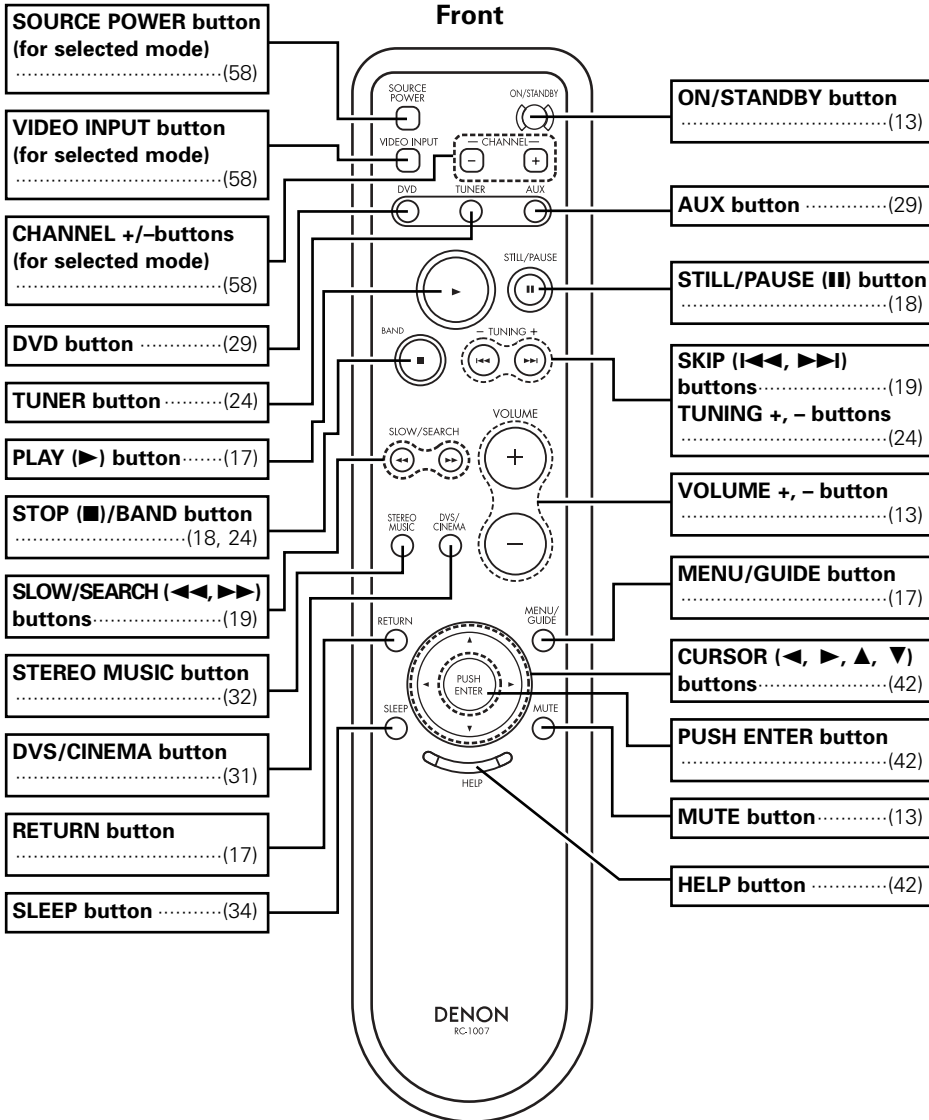 Front
SOURCE POWER button
(for selected mode)
·································(58)
VIDEO INPUT button
(for selected mode)
·································(58)
CHANNEL +/–buttons
(for selected mode)
·································(58)
DVD button ·············(29)
TUNER button ··········(24)
PLAY (►) button·······(17)
STOP (■)/BAND button
···························(18, 24)
SLOW/SEARCH (◄◄, ►►)
buttons···················(19)
STEREO MUSIC button
·································(32)
DVS/CINEMA button
·································(31)
RETURN button
·································(17)
SLEEP button ···········(34)
SOURCE
POWER
ON/STANDBY
VIDEO INPUT
— CHANNEL —
− +
DVD TUNER AUX
STILL/PAUSE
► II
BAND
− TUNING +
■ I◄◄ ►►I
VOLUME
SLOW/SEARCH
+
◄◄ ►►
STEREO
MUSIC
DVS/
CINEMA
−
RETURN
MENU/
GUIDE
▲
PUSH
ENTER
◄ ►
SLEEP
MUTE
▼
HELP
DENON
RC-1007
ON/STANDBY button
·································(13)
AUX button ·············(29)
STILL/PAUSE (II) button
·································(18)
SKIP (I◄◄, ►►I)
buttons···················(19)
TUNING +, – buttons
·································(24)
VOLUME +, – button
·································(13)
MENU/GUIDE button
·································(17)
CURSOR (◄, ►, ▲, ▼)
buttons···················(42)
PUSH ENTER button
·································(42)
MUTE button············(13)
HELP button ············(42)